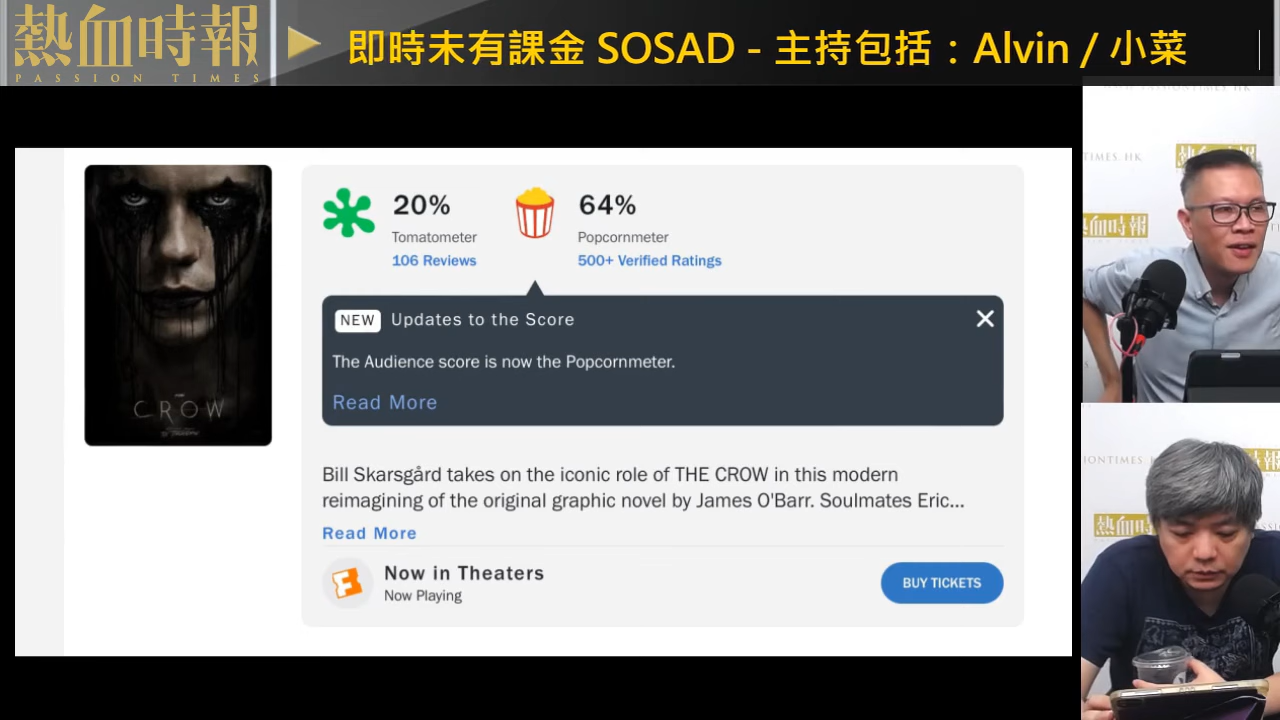 熱血時報
PASSION TIMES
即時未有課金 SOSAD - 主持包括：Alvin / 小菜
20%
Tomatometer
106 Reviews
64%
Popcornmeter
500+ Verified Ratings
NEW Updates to the Score
The Audience score is now the Popcornmeter.
Read More
CROW
Bill Skarsgård takes on the iconic role of THE CROW in this modern
reimagining of the original graphic novel by James O'Barr. Soulmates Eric...
Read More
Now in Theaters
Now Playing
BUY TICKETS
TIMES.HK
熱血時報
熱血時報
熱血時報